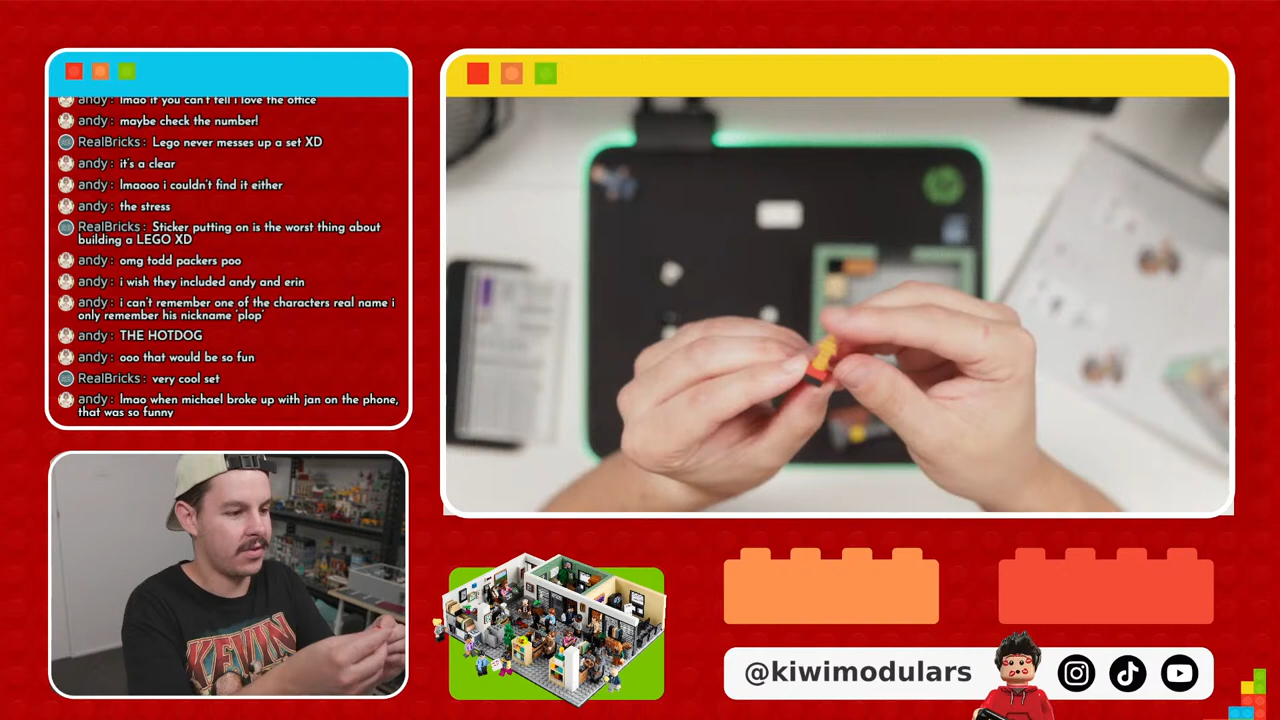 andy: lmao if you can't tell i love the office
andy: maybe check the number!
RealBricks: Lego never messes up a set XD
andy: it's a clear
andy: lmaooo i couldn't find it either
andy: the stress
RealBricks: Sticker putting on is the worst thing about
building a LEGO XD
andy: omg todd packers poo
andy: i wish they included andy and erin
andy: i can't remember one of the characters real name i
only remember his nickname 'plop'
andy: THE HOTDOG
andy: ooo that would be so fun
RealBricks: very cool set
andy: lmao when michael broke up with jan on the phone,
that was so funny
KEVIN
@kiwimodulars